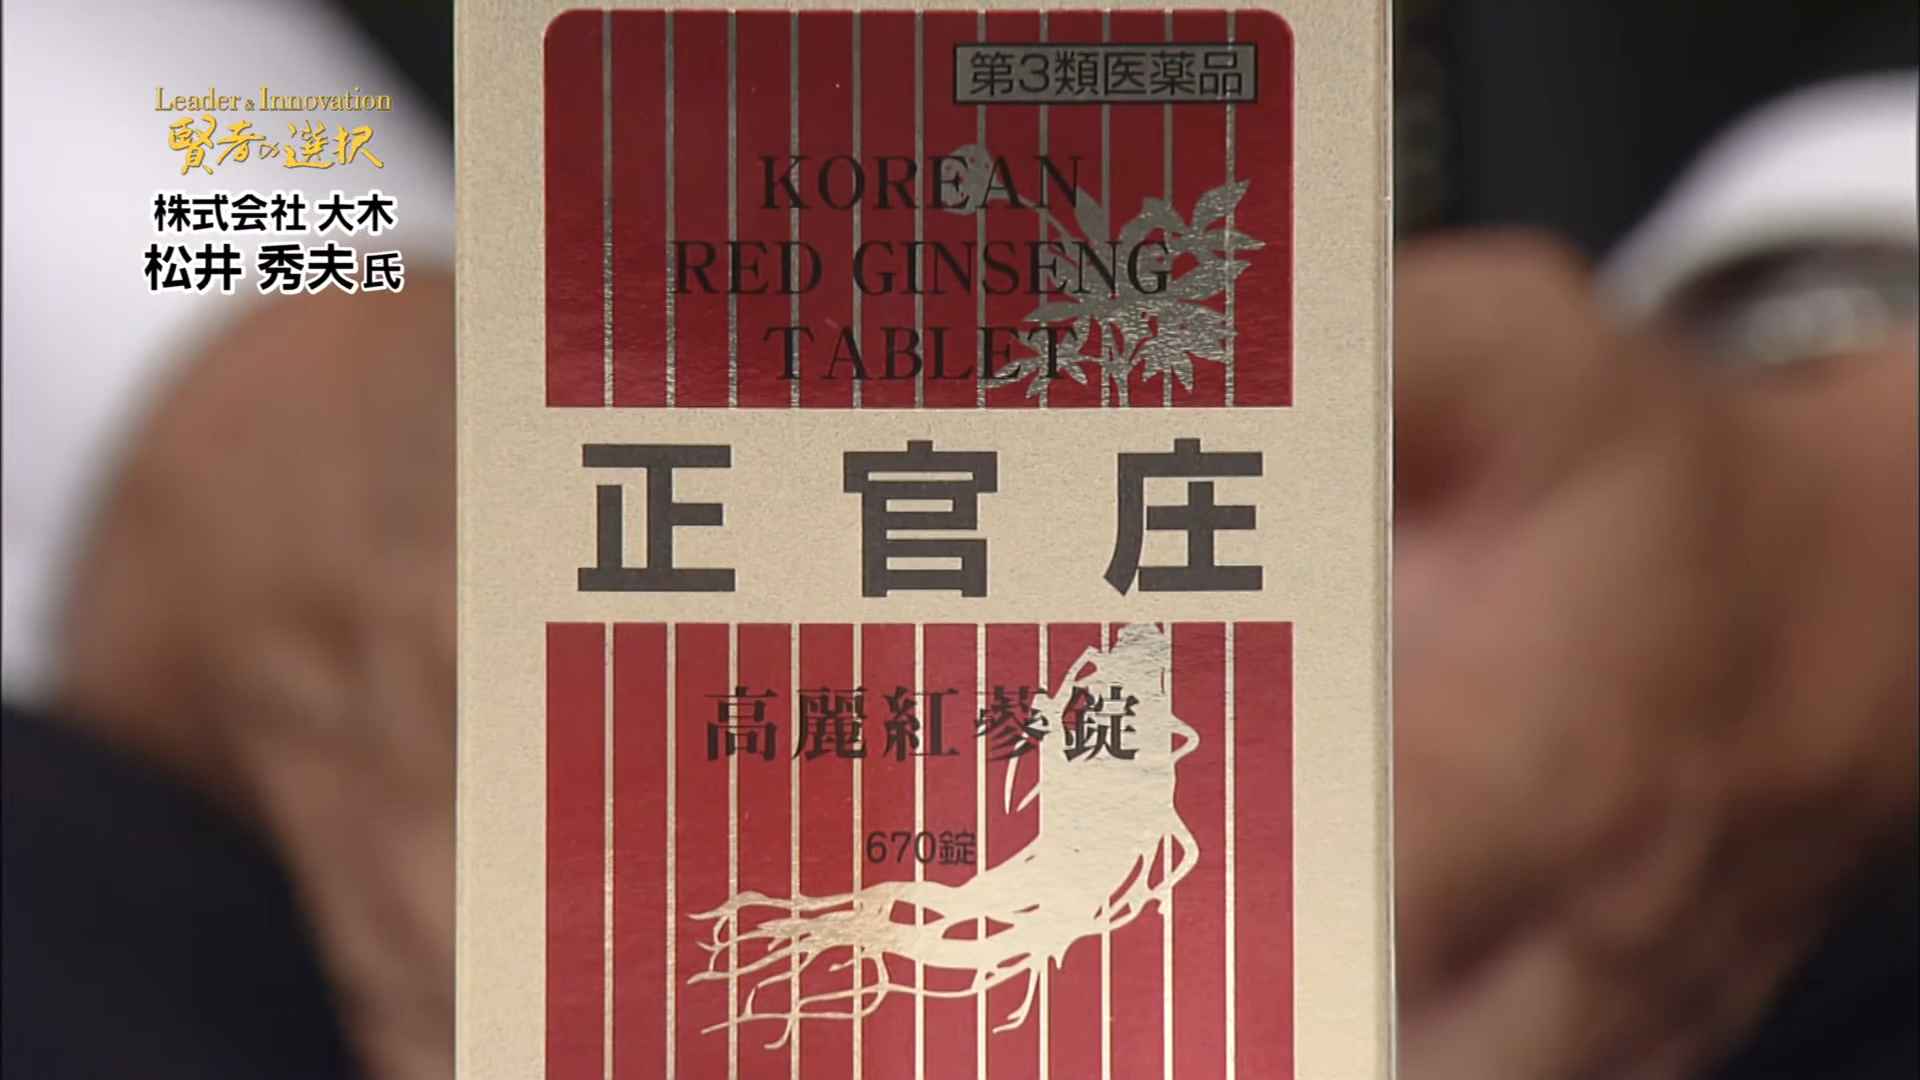 Leader & Innovation
賢者の選択
株式会社 大木
松井 秀夫氏
第3類医薬品
KOREAN
RED GINSENG
TABLET
正官庄
高麗紅蔘錠
670錠